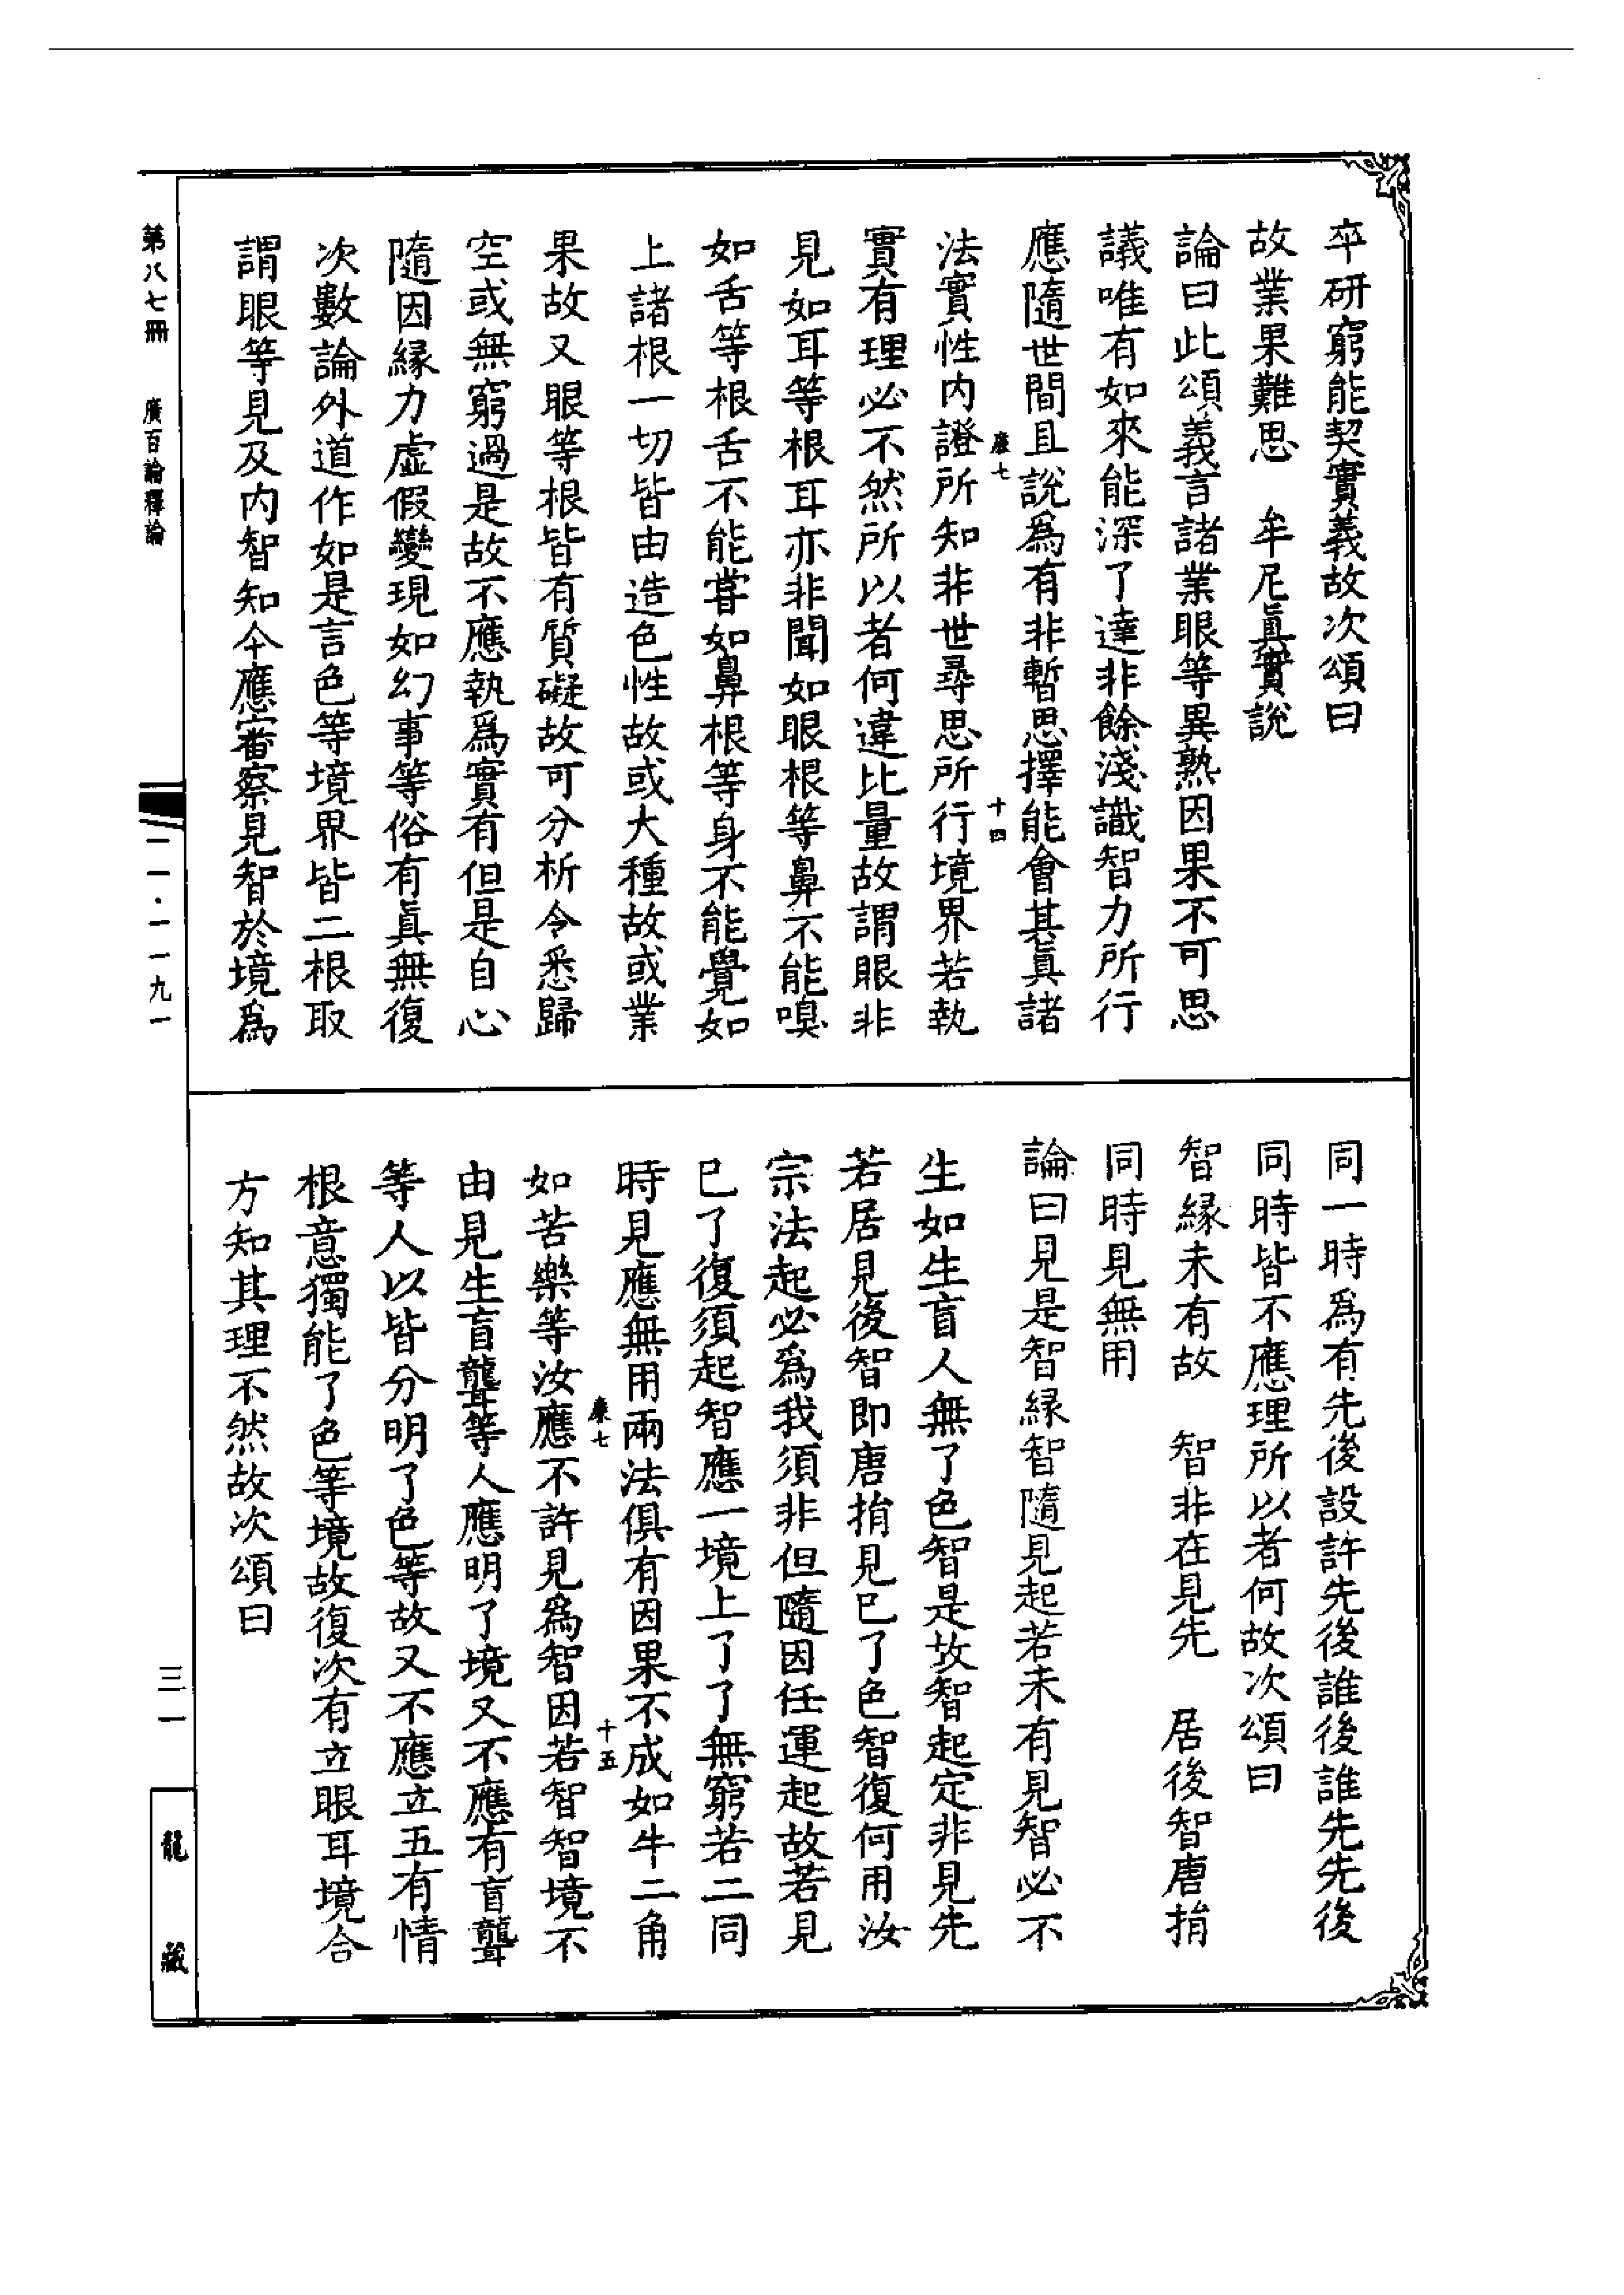 卒研窮能契實義故次頌曰
故業果難思　牟尼眞實說
論曰此頌義言諸業眼等異熟因果不可思
議唯有如來能深了達非餘淺識智力所行
應隨世間且說爲有非暫思擇能會其眞諸
法實性內證所知非世尋思所行境界若執
實有理必不然所以者何違比量故謂眼非
見如耳等根耳亦非聞如眼根等鼻不能嗅
如舌等根舌不能嘗如鼻根等身不能覺如
上諸根一切皆由造色性故或大種故或業
果故又眼等根皆有質礙故可分析令悉歸
空或無窮過是故不應執爲實有但是自心
隨因緣力虛假變現如幻事等俗有眞無復
次數論外道作如是言色等境界皆二根取
謂眼等見及內智知今應審察見智於境爲
同一時爲有先後設許先後誰後誰先先後
同時皆不應理所以者何故次頌曰
智緣未有故　智非在見先　居後智唐捐
同時見無用
論曰見是智緣智隨見起若未有見智必不
生如生盲人無了色智是故智起定非見先
若居見後智即唐捐見已了色智復何用汝
宗法起必爲我須非但隨因任運起故若見
已了復須起智應一境上了了無窮若二同
時見應無用兩法俱有因果不成如牛二角
如苦樂等汝應不許見爲智因若智智境不
由見生盲聾等人應明了境又不應有盲聾
等人以皆分明了色等故又不應立五有情
根意獨能了色等境故復次有立眼耳境合
方知其理不然故次頌曰
第八七冊　廣百論釋論
一一·一一九一
三一
龍藏
十四
十五